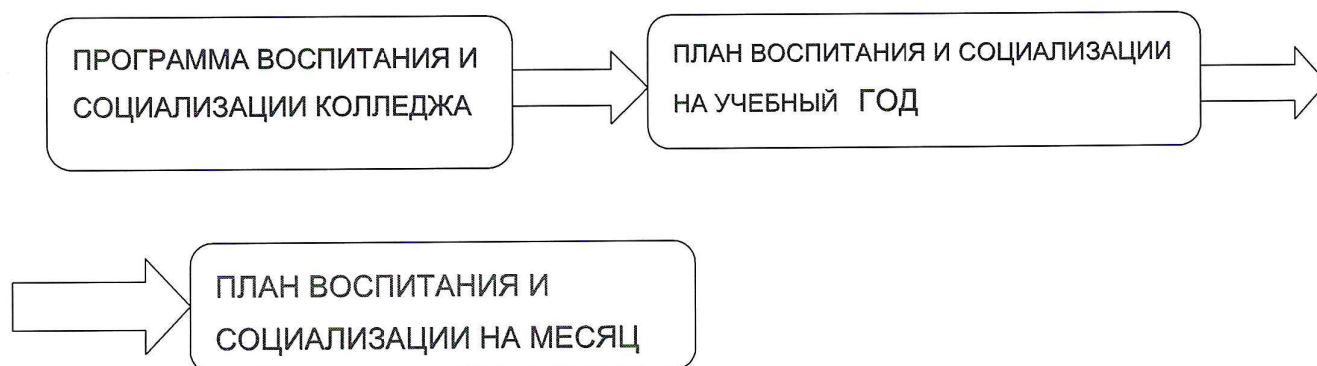 ПРОГРАММА ВОСПИТАНИЯ И
СОЦИАЛИЗАЦИИ КОЛЛЕДЖА
ПЛАН ВОСПИТАНИЯ И СОЦИАЛИЗАЦИИ
НА УЧЕБНЫЙ ГОД
ПЛАН ВОСПИТАНИЯ И
СОЦИАЛИЗАЦИИ НА МЕСЯЦ